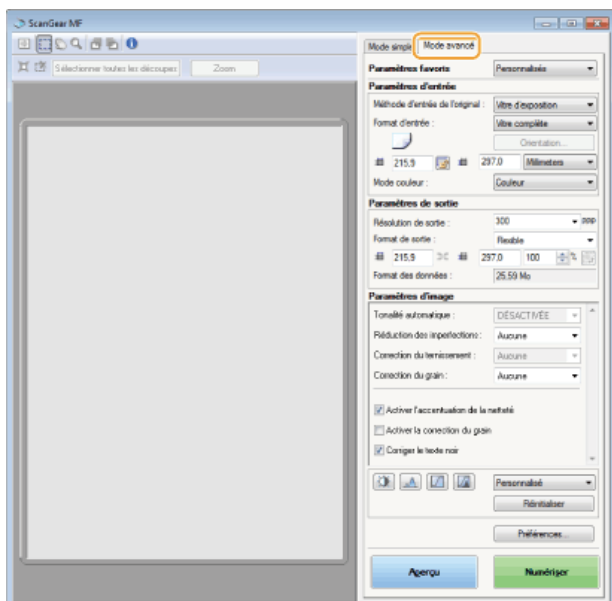 ScanGear MF
Mode simple Mode avancé
Sélectionner toutes les découpes Zoom
Paramètres favoris Personnalisés
Paramètres d'entrée
Méthode d'entrée de l'original : Vitre d'exposition
Format d'entrée : Vitre complète
Orientation...
215.9 297.0 Millimeters
Mode couleur : Couleur
Paramètres de sortie
Résolution de sortie : 300 PPP
Format de sortie : Flexible
215.9 297.0 100 %
Format des données : 25.59 Mo
Paramètres d'image
Tonalité automatique : DÉSACTIVÉE
Réduction des imperfections : Aucune
Correction du ternissement : Aucune
Correction du grain : Aucune
Activer l'accentuation de la netteté
Activer la correction du grain
Corriger le texte noir
Personnalisé
Réinitialiser
Préférences...
Aperçu Numériser